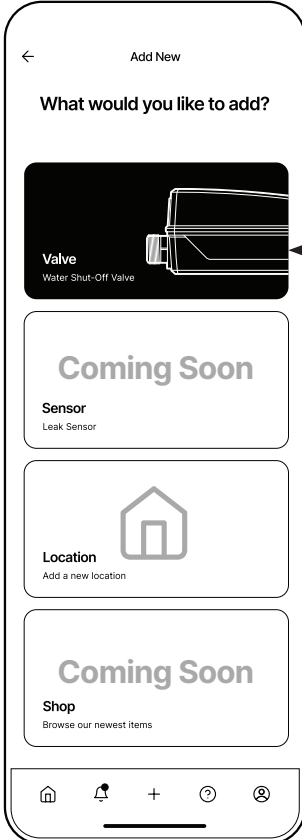 Add New
What would you like to add?
Valve
Water Shut-Off Valve
Coming Soon
Sensor
Leak Sensor
Location
Add a new location
Coming Soon
Shop
Browse our newest items